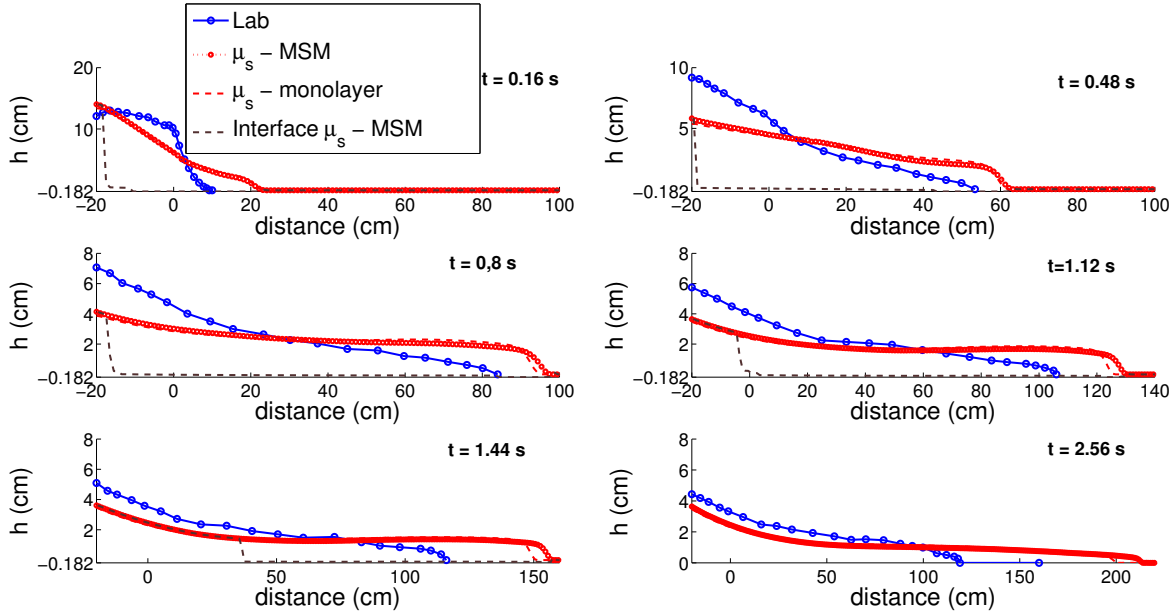 Lab
μs − MSM
μs − monolayer
Interface μs − MSM
t = 0.16 s
h (cm)
20
10
−0.182
−20 0 20 40 60 80 100
distance (cm)
t = 0.48 s
h (cm)
10
5
−0.182
−20 0 20 40 60 80 100
distance (cm)
t = 0,8 s
h (cm)
8
6
4
2
−0.182
−20 0 20 40 60 80 100
distance (cm)
t=1.12 s
h (cm)
8
6
4
2
−0.182
−20 0 20 40 60 80 100 120 140
distance (cm)
t = 1.44 s
h (cm)
8
6
4
2
−0.182
0 50 100 150
distance (cm)
t = 2.56 s
h (cm)
8
6
4
2
0
0 50 100 150 200
distance (cm)